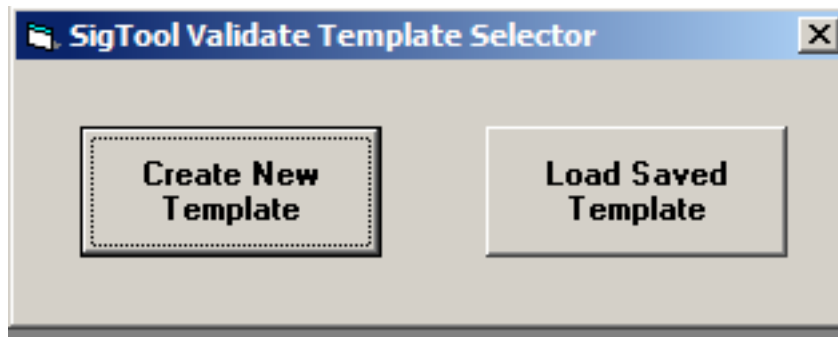 SigTool Validate Template Selector
Create New
Template
Load Saved
Template